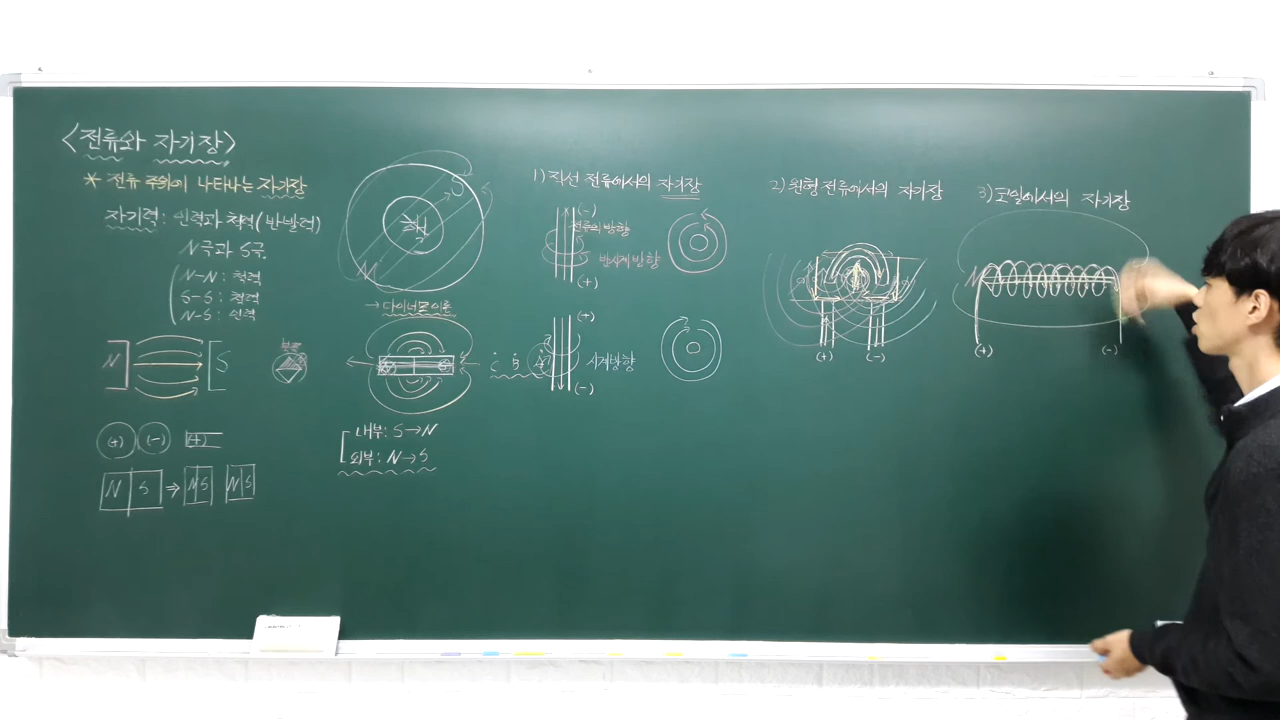 <전류와 자기장>
* 전류 주위에 나타나는 자기장
자기력: 인력과 척력(반발력)
N극과 S극.
N-N: 척력
S-S: 척력
N-S: 인력
N S
(+) (-) (+)
N S ⇒ N S N S
S
핵
N
→ 다이너모이론
내부: S→N
외부: N→S
1) 직선 전류에서의 자기장
(-)
전류의 방향
반시계 방향
(+)
(+)
시계방향
(-)
2) 원형 전류에서의 자기장
(+) (-)
3) 코일에서의 자기장
N
(+) (-)